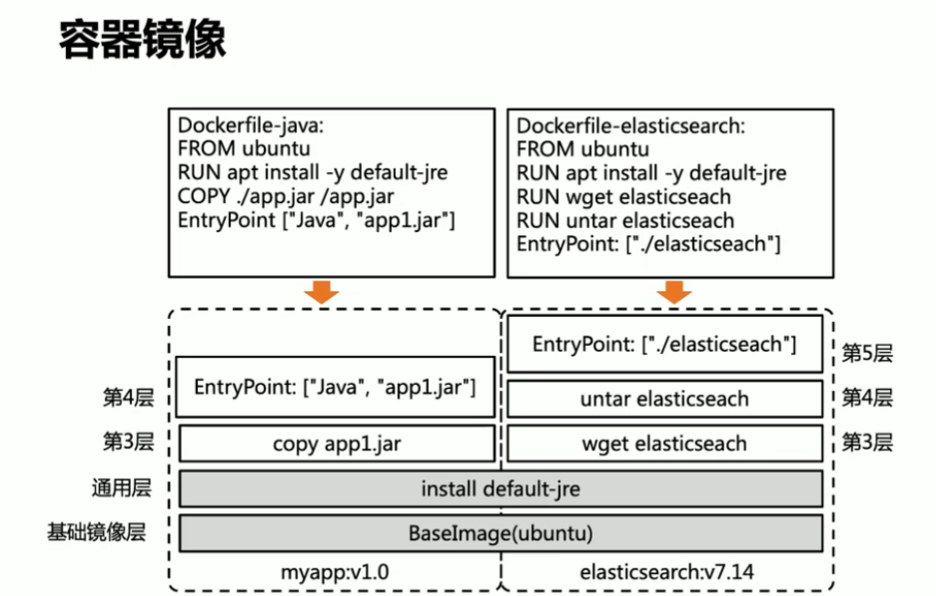 容器镜像
Dockerfile-java:
FROM ubuntu
RUN apt install -y default-jre
COPY ./app.jar /app.jar
EntryPoint ["Java", "app1.jar"]
Dockerfile-elasticsearch:
FROM ubuntu
RUN apt install -y default-jre
RUN wget elasticseach
RUN untar elasticseach
EntryPoint: ["./elasticseach"]
EntryPoint: ["./elasticseach"]
第5层
第4层
EntryPoint: ["Java", "app1.jar"]
untar elasticseach
第4层
第3层
copy app1.jar
wget elasticseach
第3层
通用层
install default-jre
基础镜像层
BaseImage(ubuntu)
myapp:v1.0
elasticsearch:v7.14